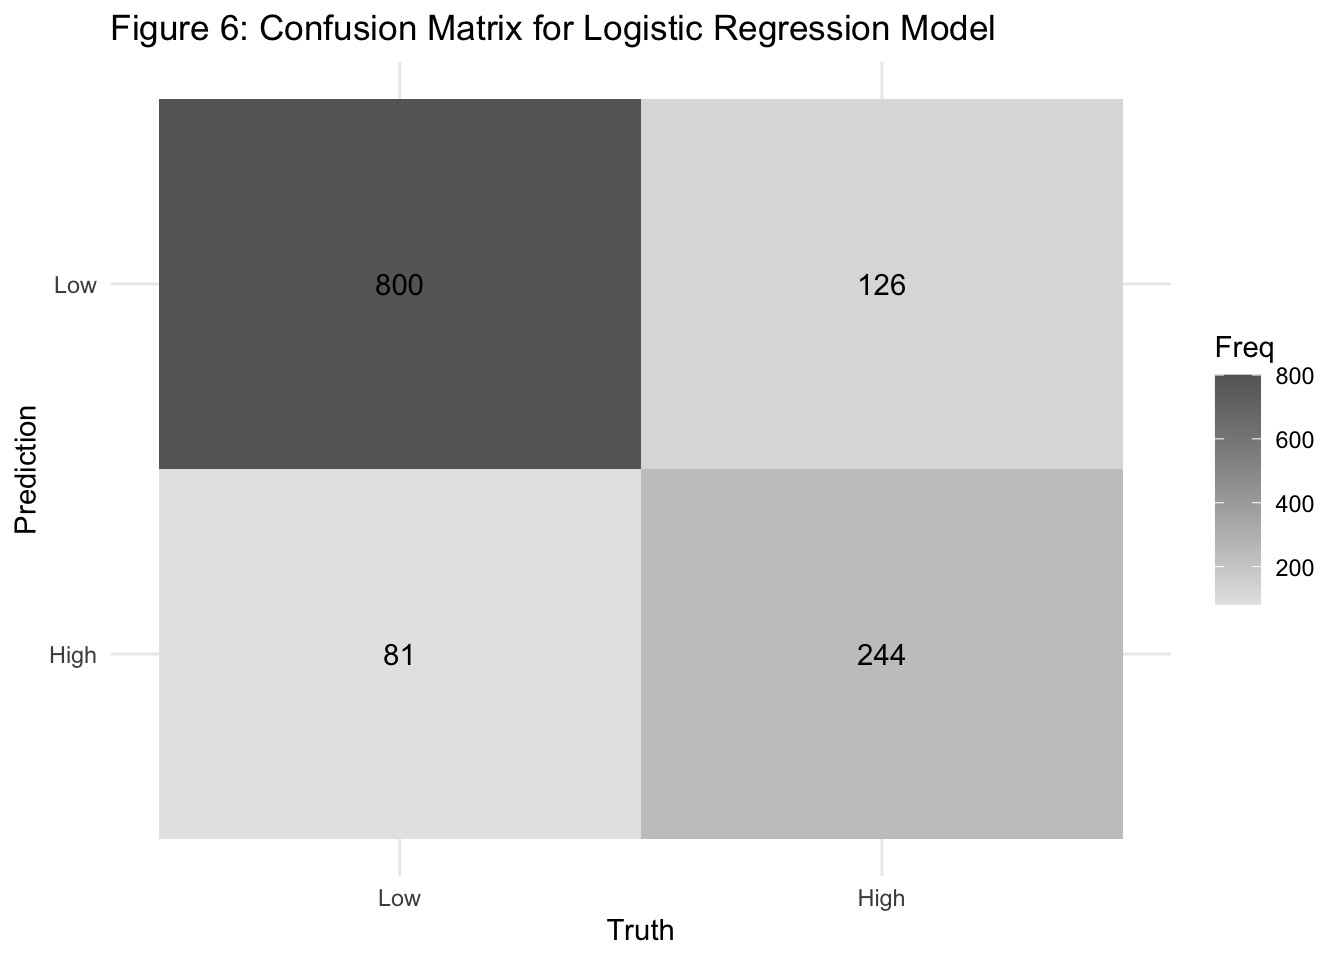 Figure 6: Confusion Matrix for Logistic Regression Model
Prediction
Low
High
800
126
81
244
Low
High
Truth
Freq
800
600
400
200